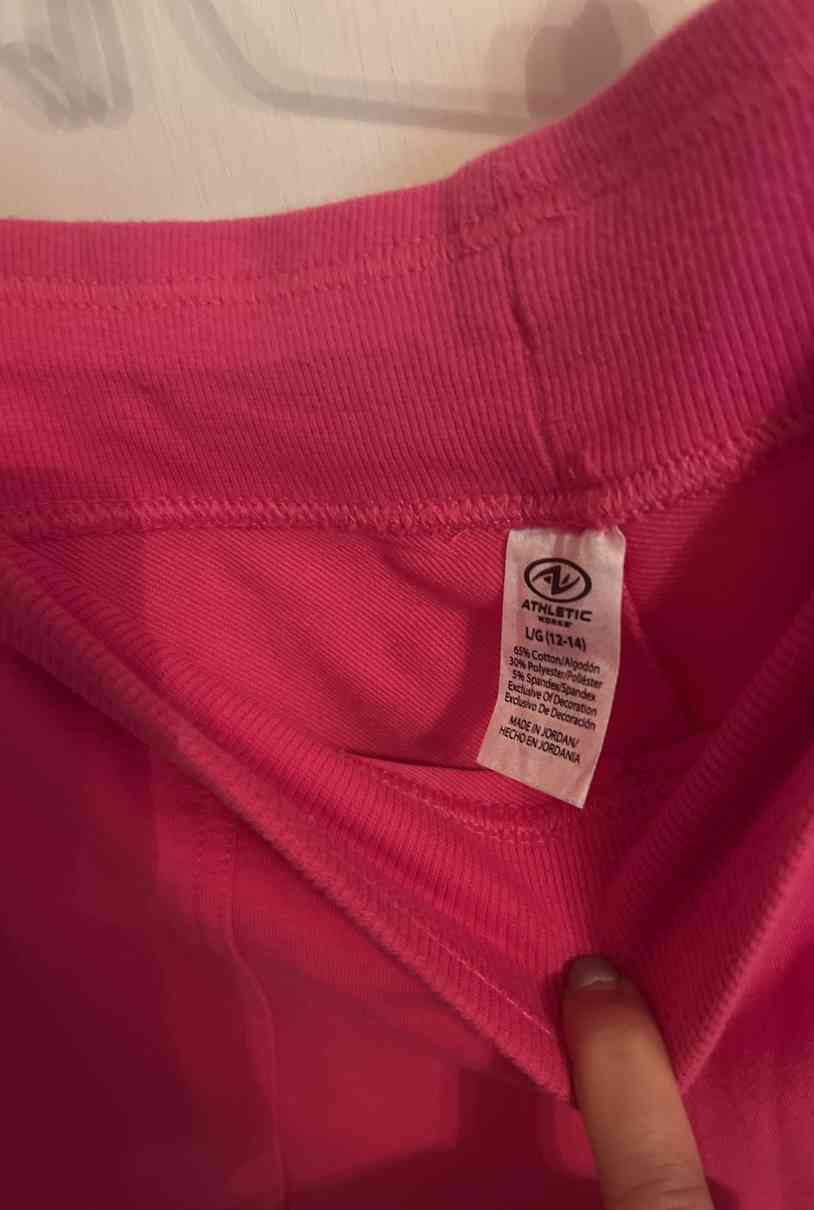 ATHLETIC
WORKS
L/G (12-14)
65% Cotton/Algodón
30% Polyester/Poliéster
5% Spandex/Spandex
Exclusive Of Decoration
Exclusivo De Decoración
MADE IN JORDAN/
HECHO EN JORDANIA